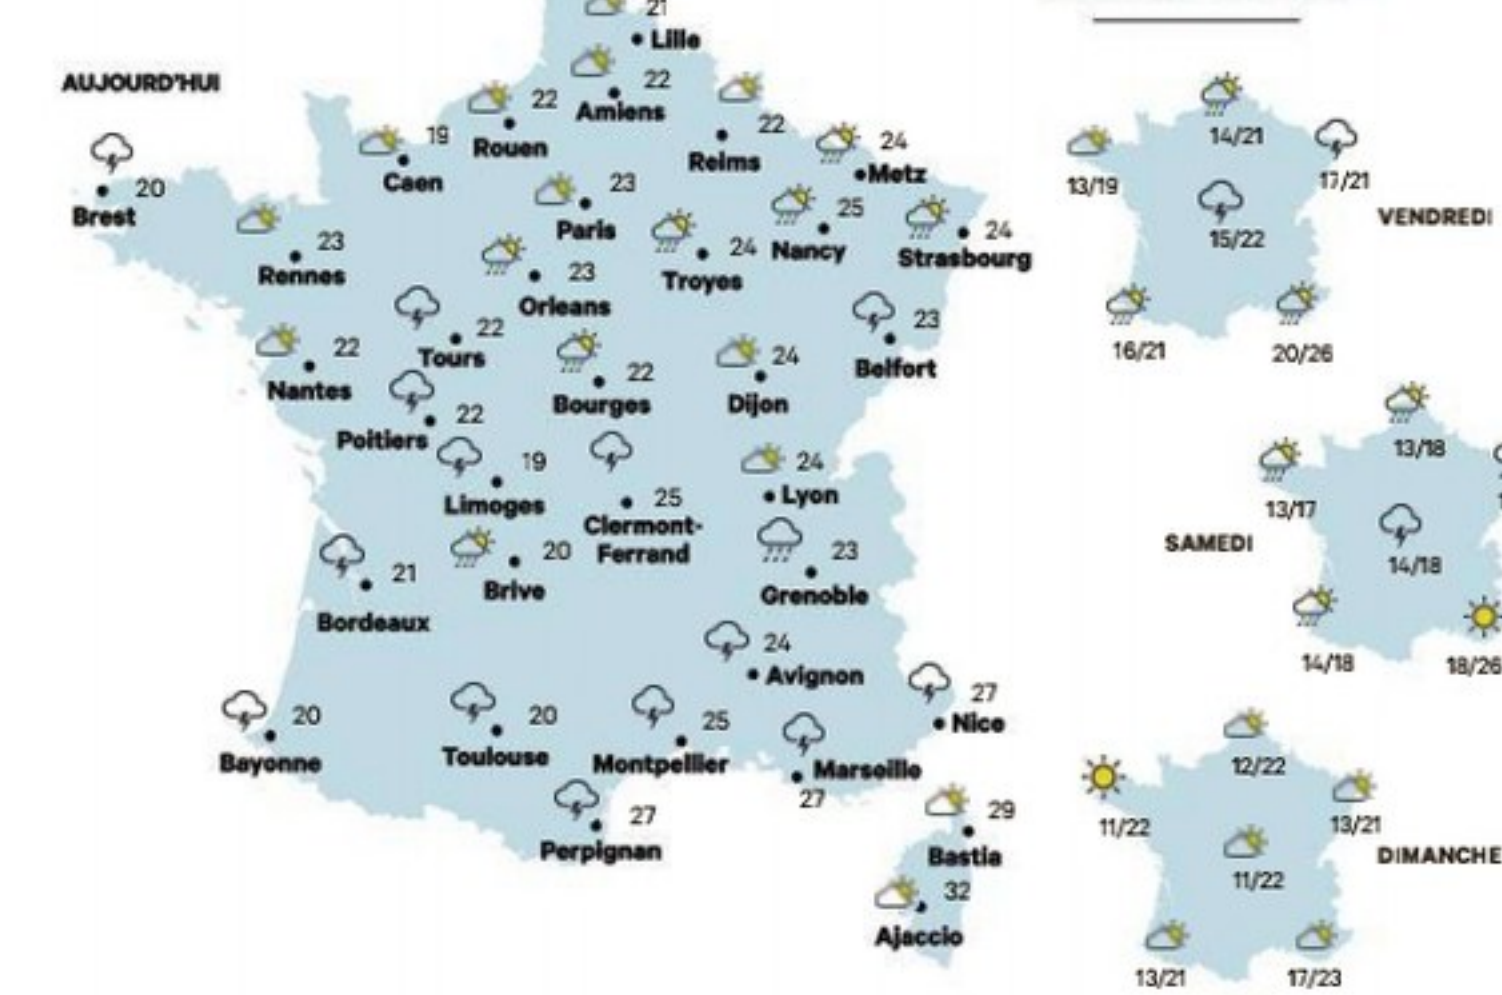 21
Lille
AUJOURD'HUI
22
Amiens
22
Rouen
22
Reims
19
Caen
24
Metz
20
Brest
23
Paris
25
Nancy
24
Strasbourg
23
Rennes
24
Troyes
23
Orleans
22
Tours
23
Belfort
22
Nantes
22
Bourges
24
Dijon
22
Poitiers
19
Limoges
25
Clermont-
Ferrand
24
Lyon
21
Bordeaux
20
Brive
23
Grenoble
24
Avignon
20
Bayonne
20
Toulouse
25
Montpellier
27
Nice
Marseille
27
27
Perpignan
29
Bastia
32
Ajaccio
14/21
13/19
17/21
VENDREDI
15/22
16/21
20/26
13/18
13/17
SAMEDI
14/18
14/18
18/26
12/22
11/22
13/21
DIMANCHE
11/22
13/21
17/23